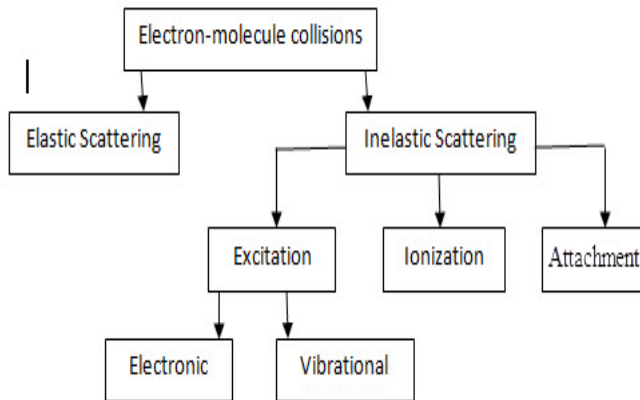 Electron-molecule collisions
Elastic Scattering
Inelastic Scattering
Excitation
Ionization
Attachment
Electronic
Vibrational